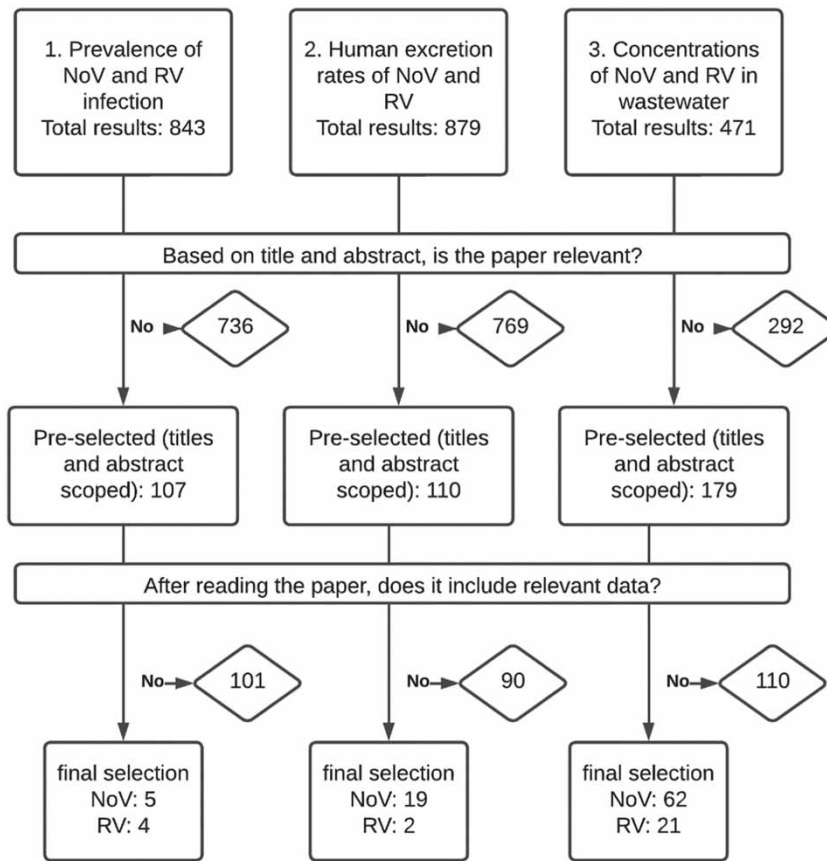 1. Prevalence of
NoV and RV
infection
Total results: 843
2. Human excretion
rates of NoV and
RV
Total results: 879
3. Concentrations
of NoV and RV in
wastewater
Total results: 471
Based on title and abstract, is the paper relevant?
No
736
No
769
No
292
Pre-selected (titles
and abstract
scoped): 107
Pre-selected (titles
and abstract
scoped): 110
Pre-selected (titles
and abstract
scoped): 179
After reading the paper, does it include relevant data?
No
101
No
90
No
110
final selection
NoV: 5
RV: 4
final selection
NoV: 19
RV: 2
final selection
NoV: 62
RV: 21